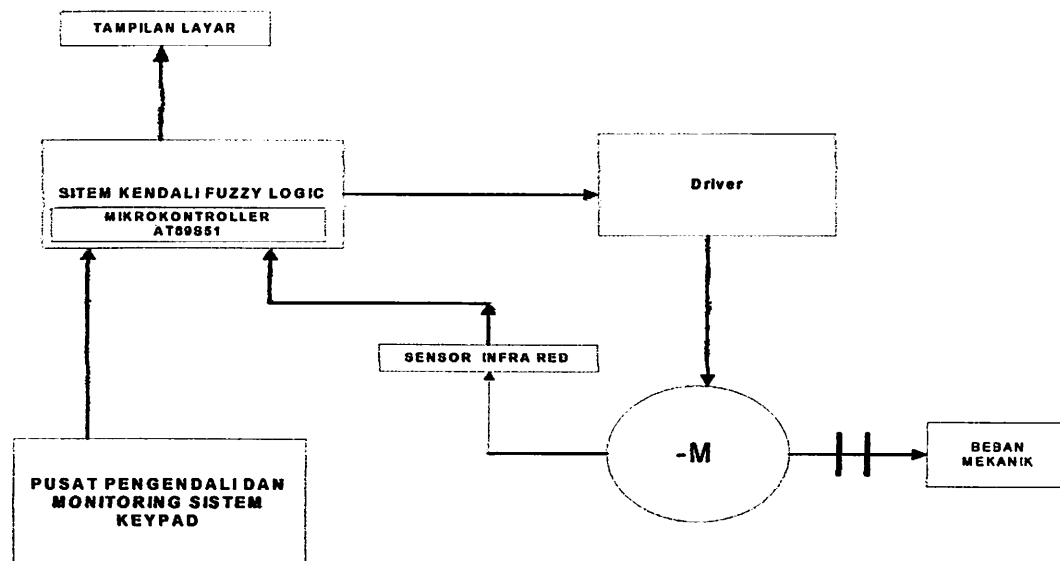 TAMPILAN LAYAR
SITEM KENDALI FUZZY LOGIC
MIKROKONTROLLER
AT89S51
Driver
SENSOR INFRA RED
-M
BEBAN
MEKANIK
PUSAT PENGENDALI DAN
MONITORING SISTEM
KEYPAD